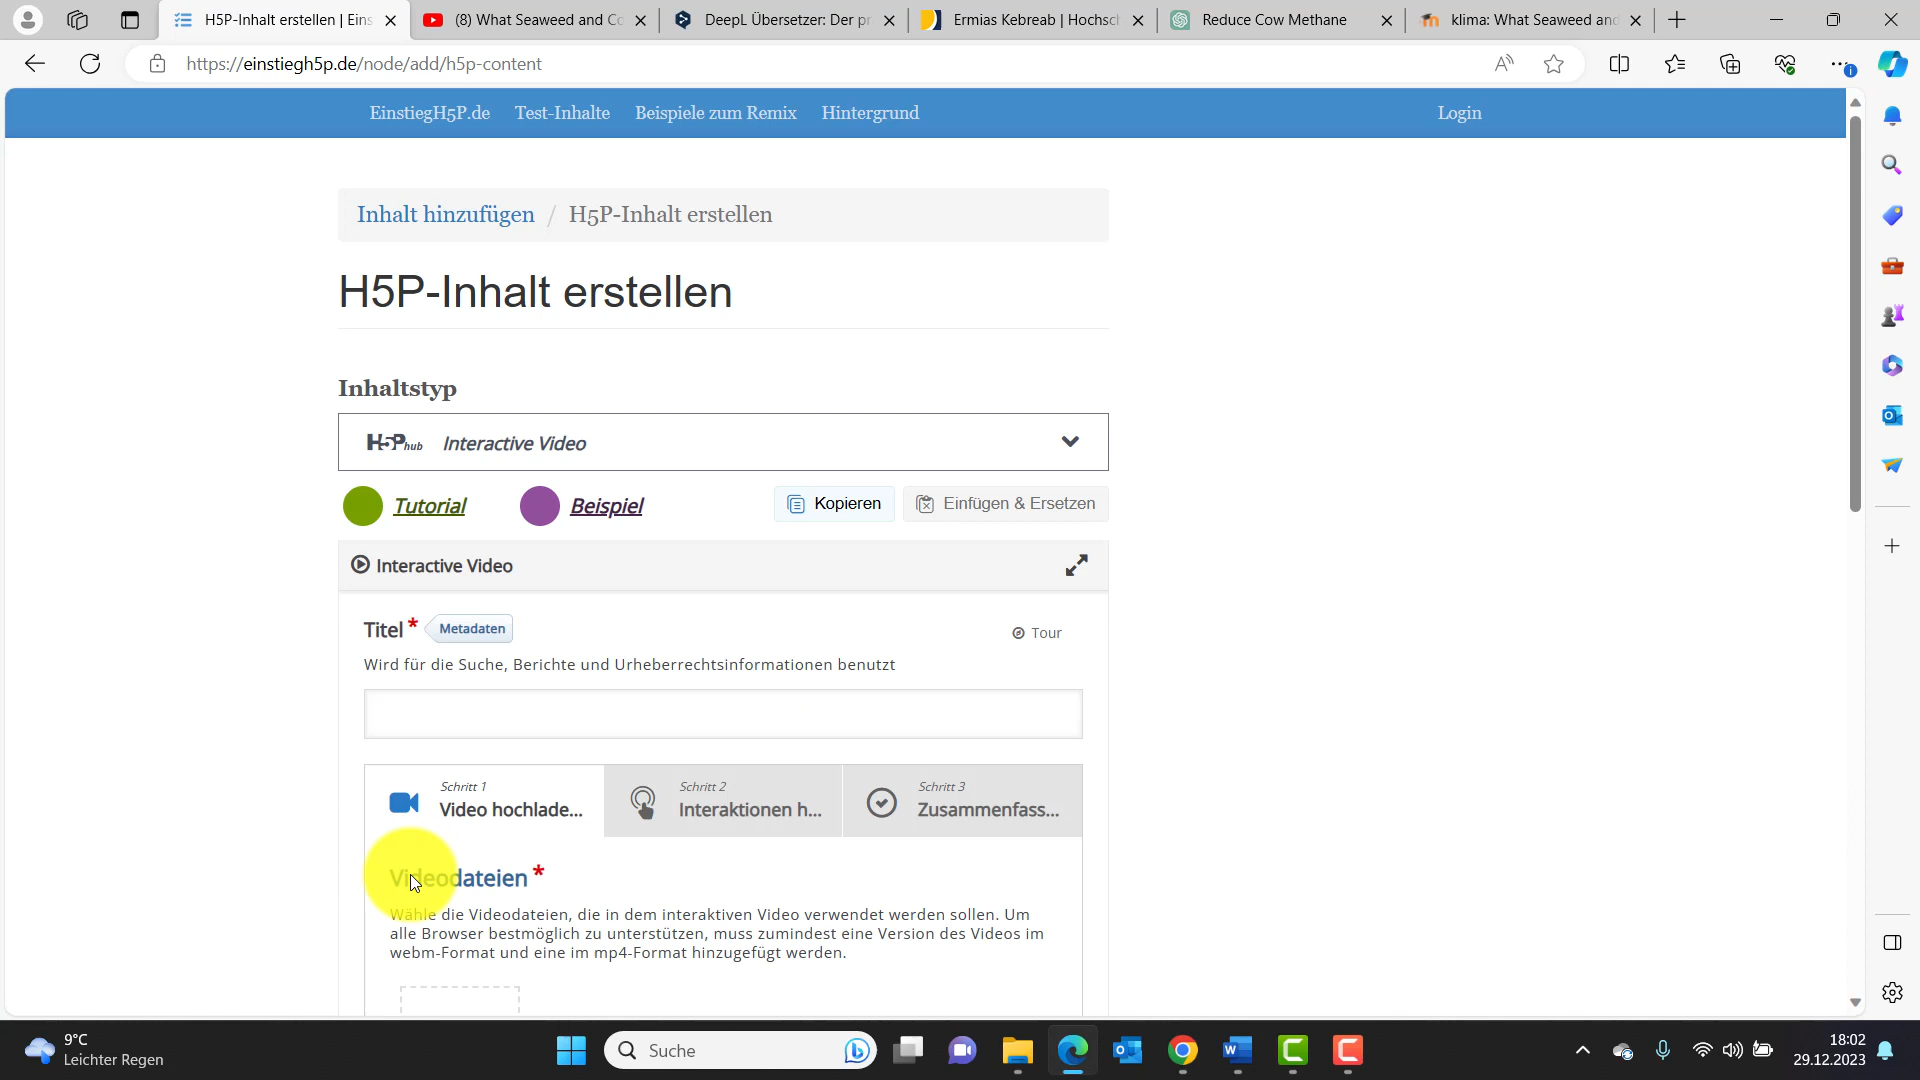 H5P-Inhalt erstellen | Eins
(8) What Seaweed and Co
DeepL Übersetzer: Der pr
Ermias Kebreab | Hochsch
Reduce Cow Methane
klima: What Seaweed and
https://einstiegh5p.de/node/add/h5p-content
EinstiegH5P.de Test-Inhalte Beispiele zum Remix Hintergrund Login
Inhalt hinzufügen / H5P-Inhalt erstellen
H5P-Inhalt erstellen
Inhaltstyp
H5P hub Interactive Video
Tutorial Beispiel Kopieren Einfügen & Ersetzen
Interactive Video
Titel * Metadaten Tour
Wird für die Suche, Berichte und Urheberrechtsinformationen benutzt
Schritt 1
Video hochlade...
Schritt 2
Interaktionen h...
Schritt 3
Zusammenfass...
Videodateien *
Wähle die Videodateien, die in dem interaktiven Video verwendet werden sollen. Um
alle Browser bestmöglich zu unterstützen, muss zumindest eine Version des Videos im
webm-Format und eine im mp4-Format hinzugefügt werden.
9°C
Leichter Regen
Suche
18:02
29.12.2023